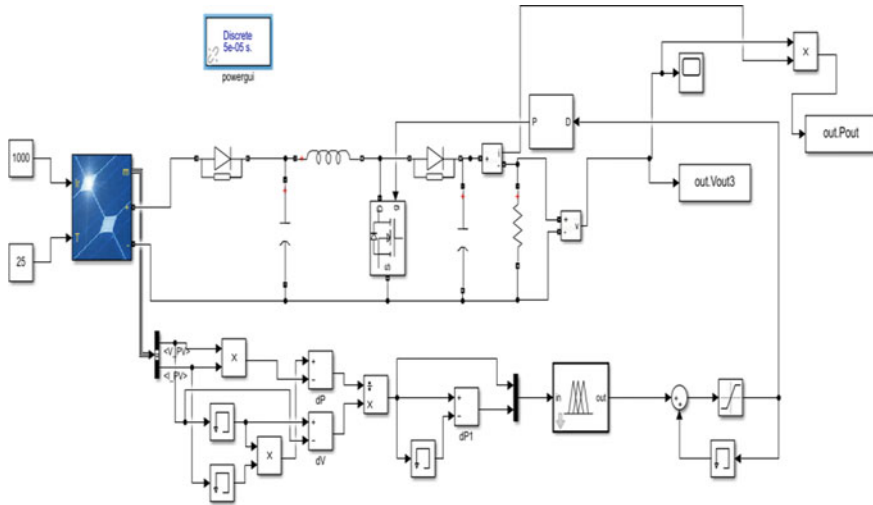 Discrete
5e-05 s.
powergui
X
out.Pout
P
D
1000
m
out.Vout3
+
-
T
25
+
-
v
<V_PV>
<I_PV>
X
+
-
dP
÷
X
+
-
dV
X
+
-
dP1
in
out
+
+